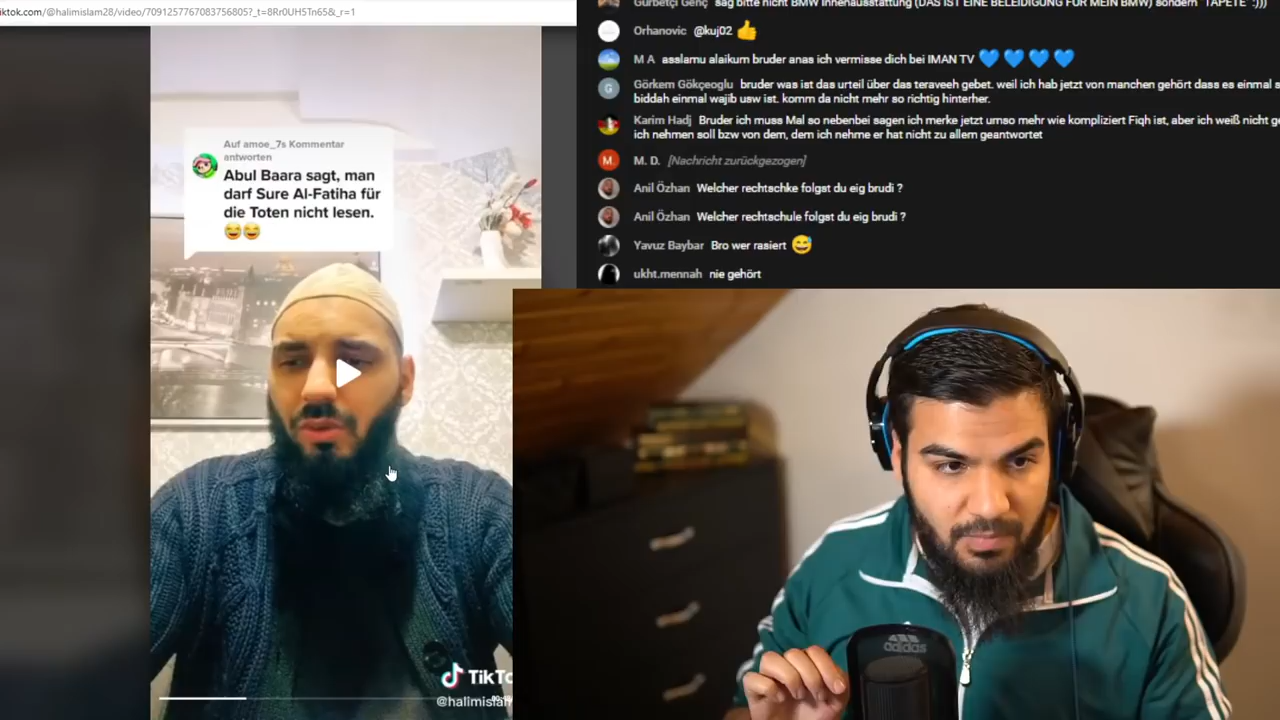 iktok.com/@halimislam28/video/7091257767083756805?_t=8Rr0UH5Tn65&_r=1
Auf amoe_7s Kommentar
antworten
Abul Baara sagt, man
darf Sure Al-Fatiha für
die Toten nicht lesen.
😂😂
TikTo
@halimislam
Gurbetçi Genç sag bitte nicht BMW Innenausstattung (DAS IST EINE BELEIDIGUNG FÜR MEIN BMW) sondern "TAPETE" :)))
Orhanovic @kuj02 👍
M A asslamu alaikum bruder anas ich vermisse dich bei IMAN TV 💙💙💙💙
Görkem Gökçeoglu bruder was ist das urteil über das teraveeh gebet. weil ich hab jetzt von manchen gehört dass es einmal s
biddah einmal wajib usw ist. komm da nicht mehr so richtig hinterher.
Karim Hadj Bruder ich muss Mal so nebenbei sagen ich merke jetzt umso mehr wie kompliziert Fiqh ist, aber ich weiß nicht ge
ich nehmen soll bzw von dem, dem ich nehme er hat nicht zu allem geantwortet
M. M. D. [Nachricht zurückgezogen]
Anil Özhan Welcher rechtschke folgst du eig brudi ?
Anil Özhan Welcher rechtschule folgst du eig brudi ?
Yavuz Baybar Bro wer rasiert 😅
ukht.mennah nie gehört
adidas